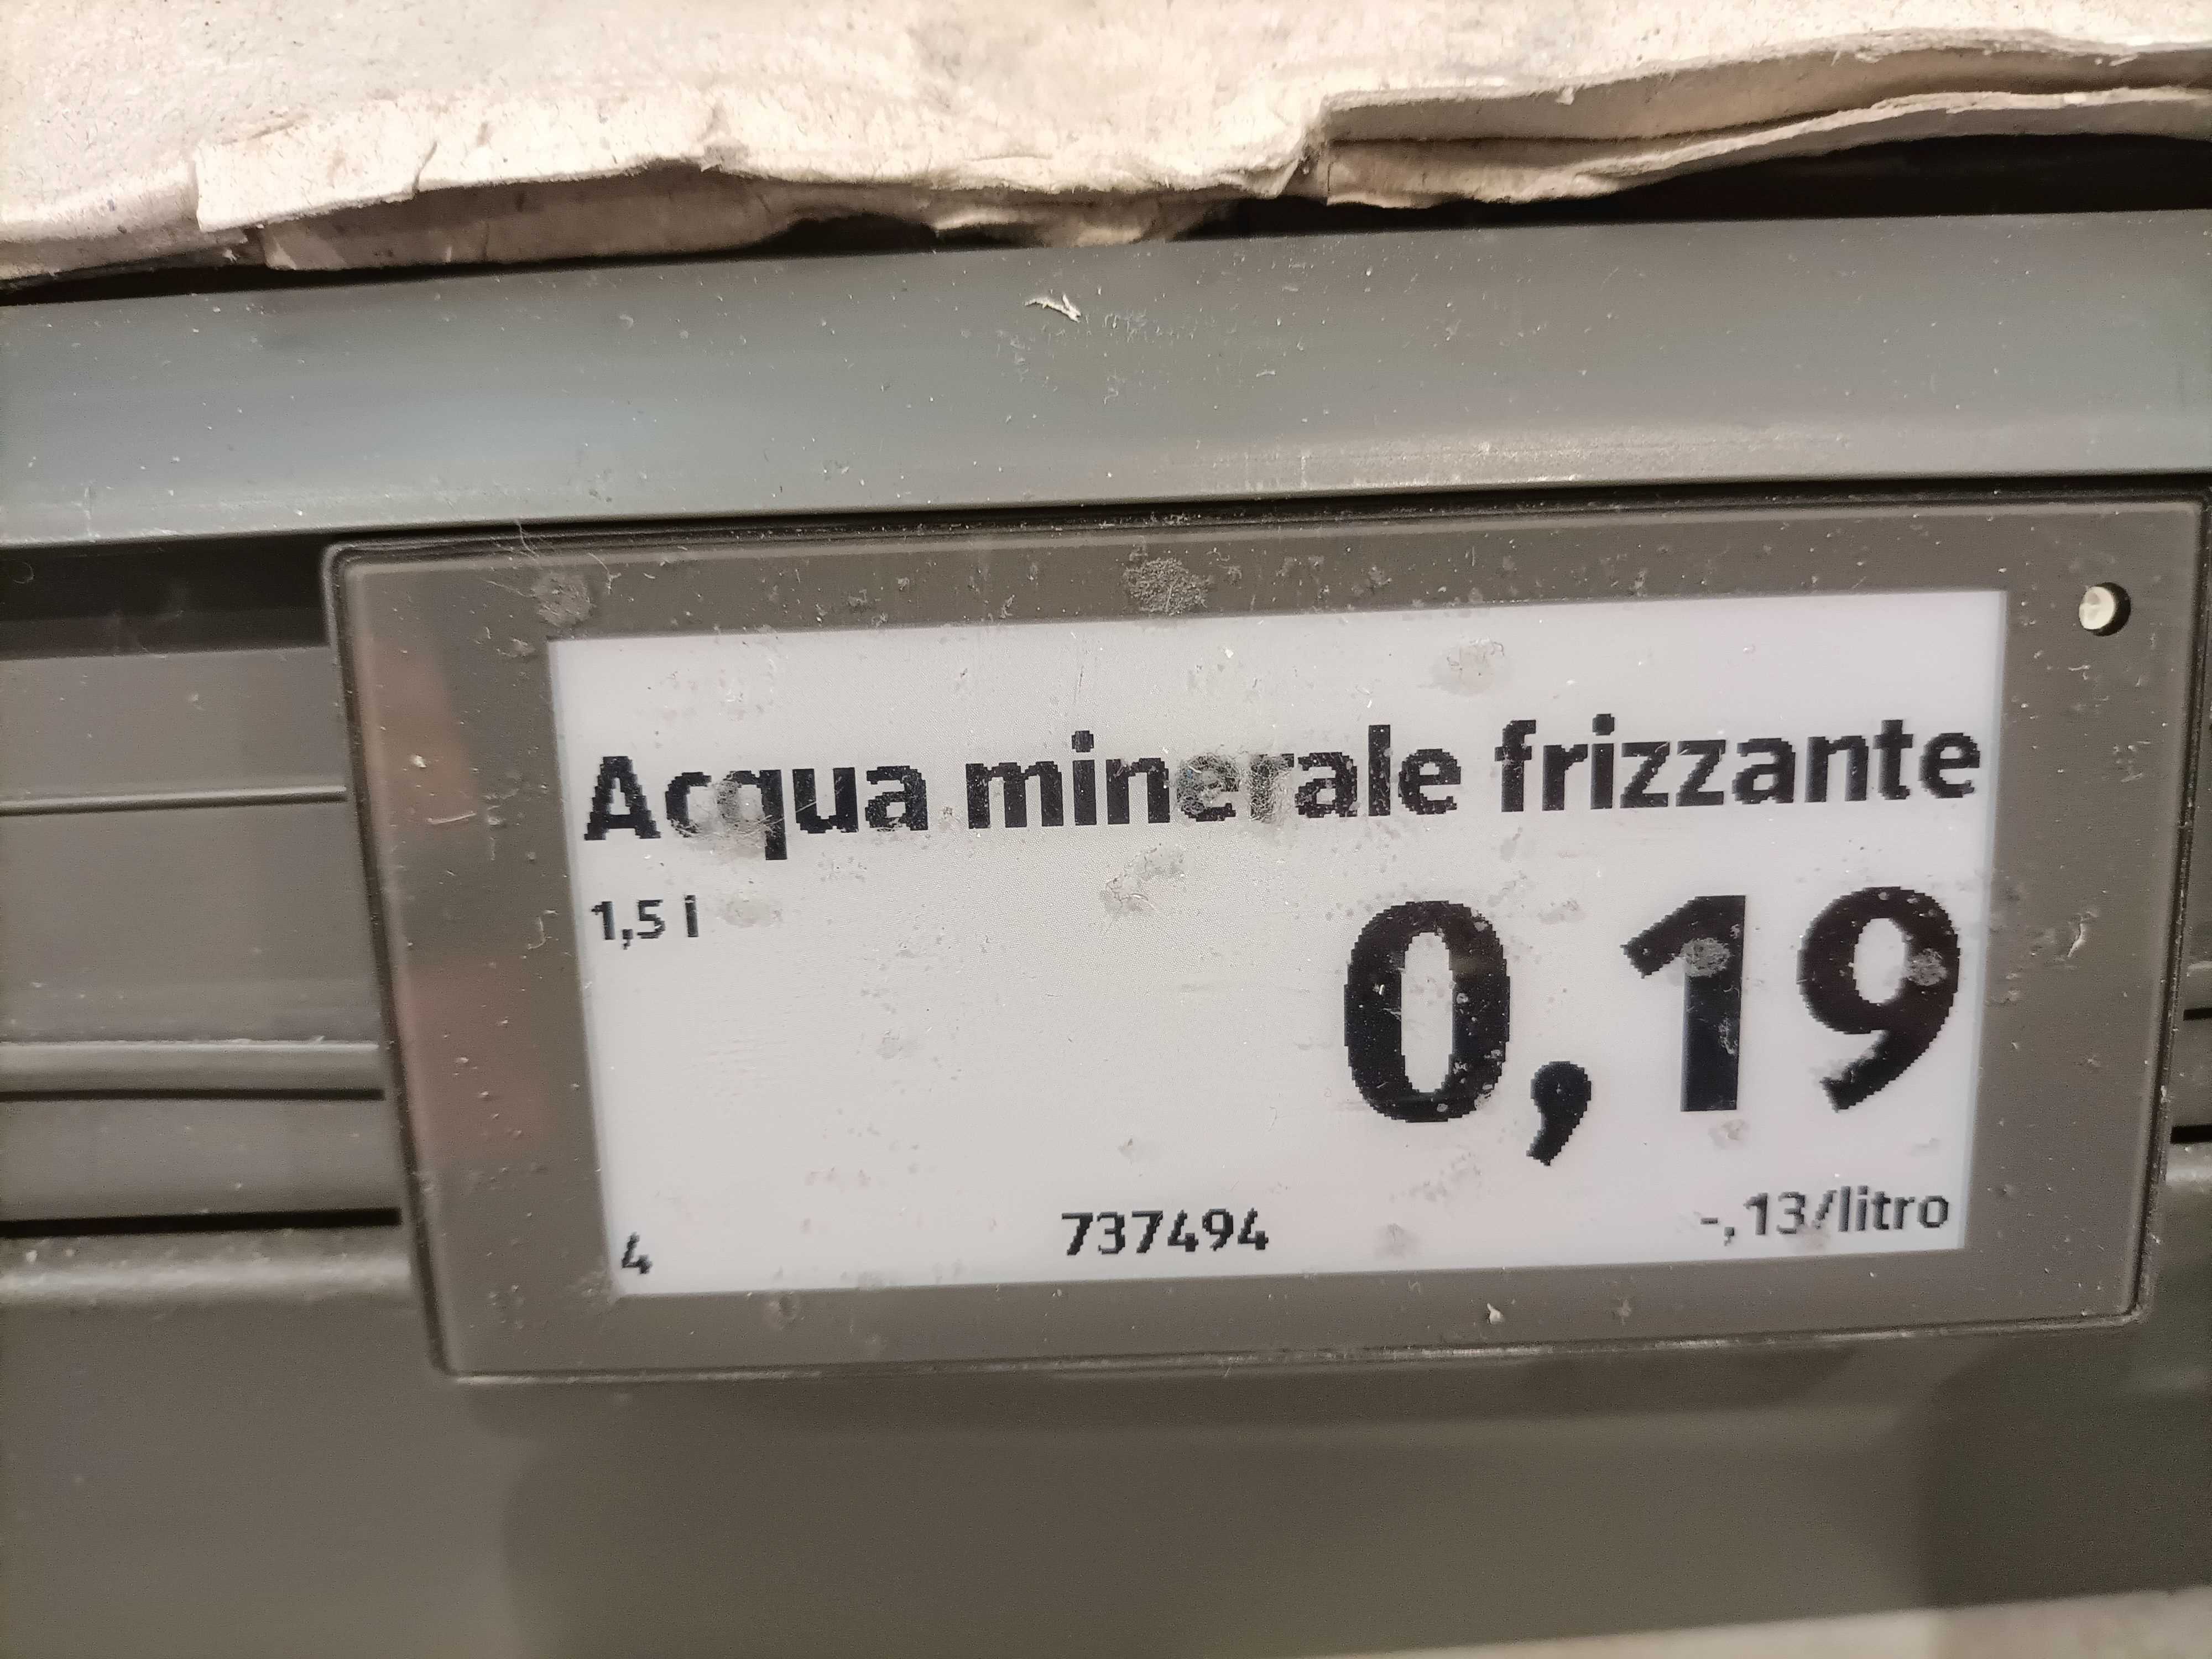 Acqua minerale frizzante
1,5 l
0,19
4 737494 -,13/litro